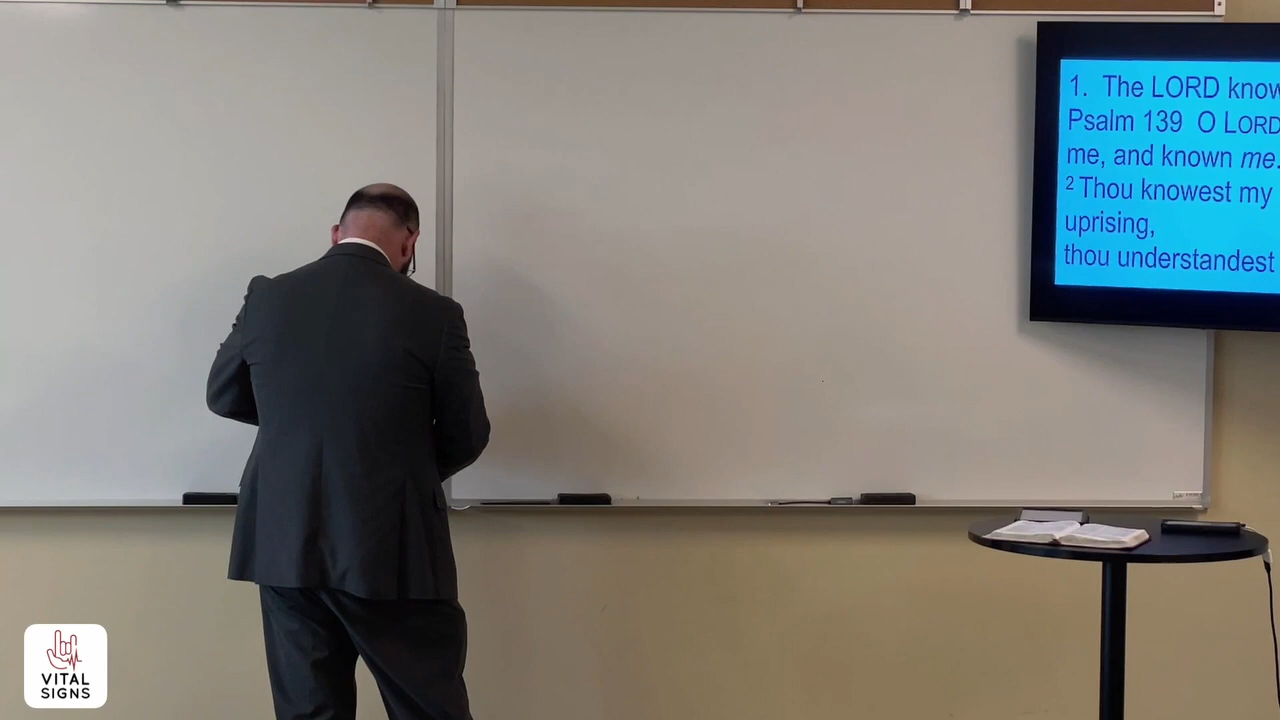 1. The LORD know
Psalm 139 O LORD
me, and known me.
2 Thou knowest my
uprising,
thou understandest
VITAL
SIGNS